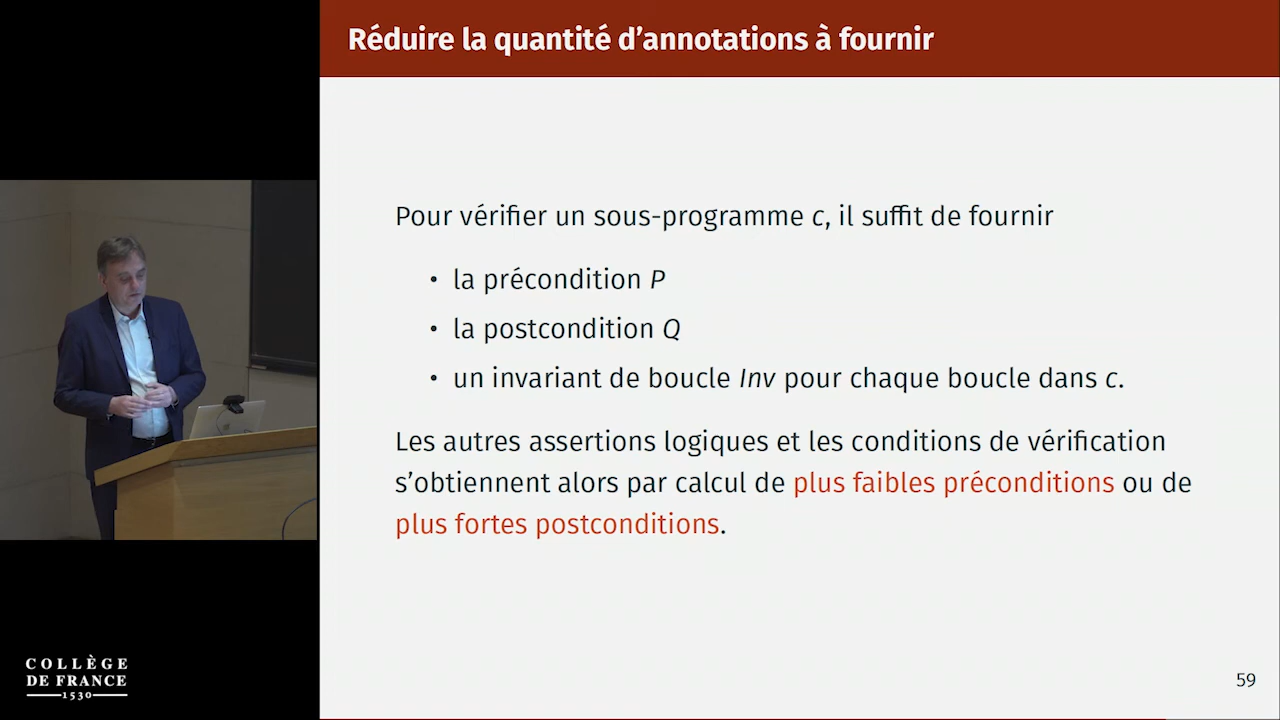 Réduire la quantité d'annotations à fournir
Pour vérifier un sous-programme c, il suffit de fournir
• la précondition P
• la postcondition Q
• un invariant de boucle Inv pour chaque boucle dans c.
Les autres assertions logiques et les conditions de vérification
s'obtiennent alors par calcul de plus faibles préconditions ou de
plus fortes postconditions.
COLLÈGE
DE FRANCE
1530
59